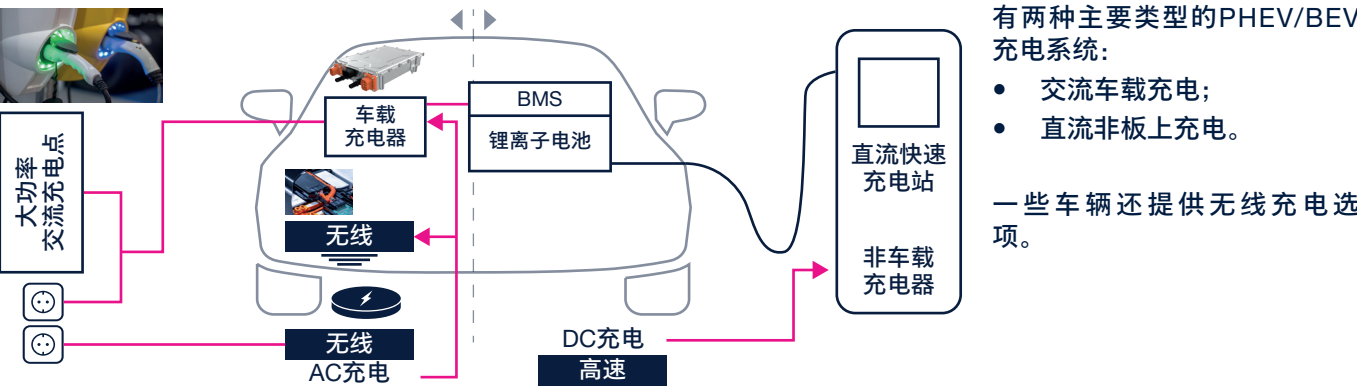 大功率
交流充电点
车载
充电器
无线
无线
AC充电
BMS
锂离子电池
DC充电
高速
直流快速
充电站
非车载
充电器
有两种主要类型的PHEV/BEV
充电系统：
• 交流车载充电；
• 直流非板上充电。
一些车辆还提供无线充电选
项。